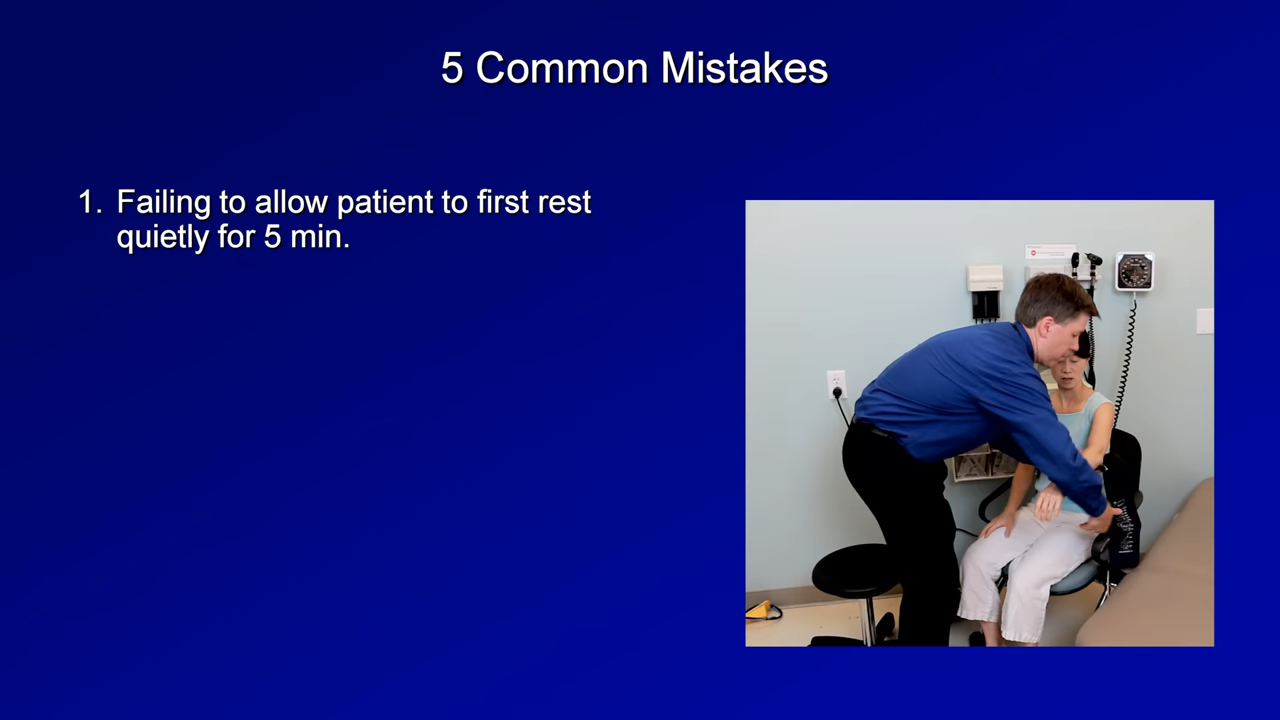 5 Common Mistakes
1. Failing to allow patient to first rest
quietly for 5 min.